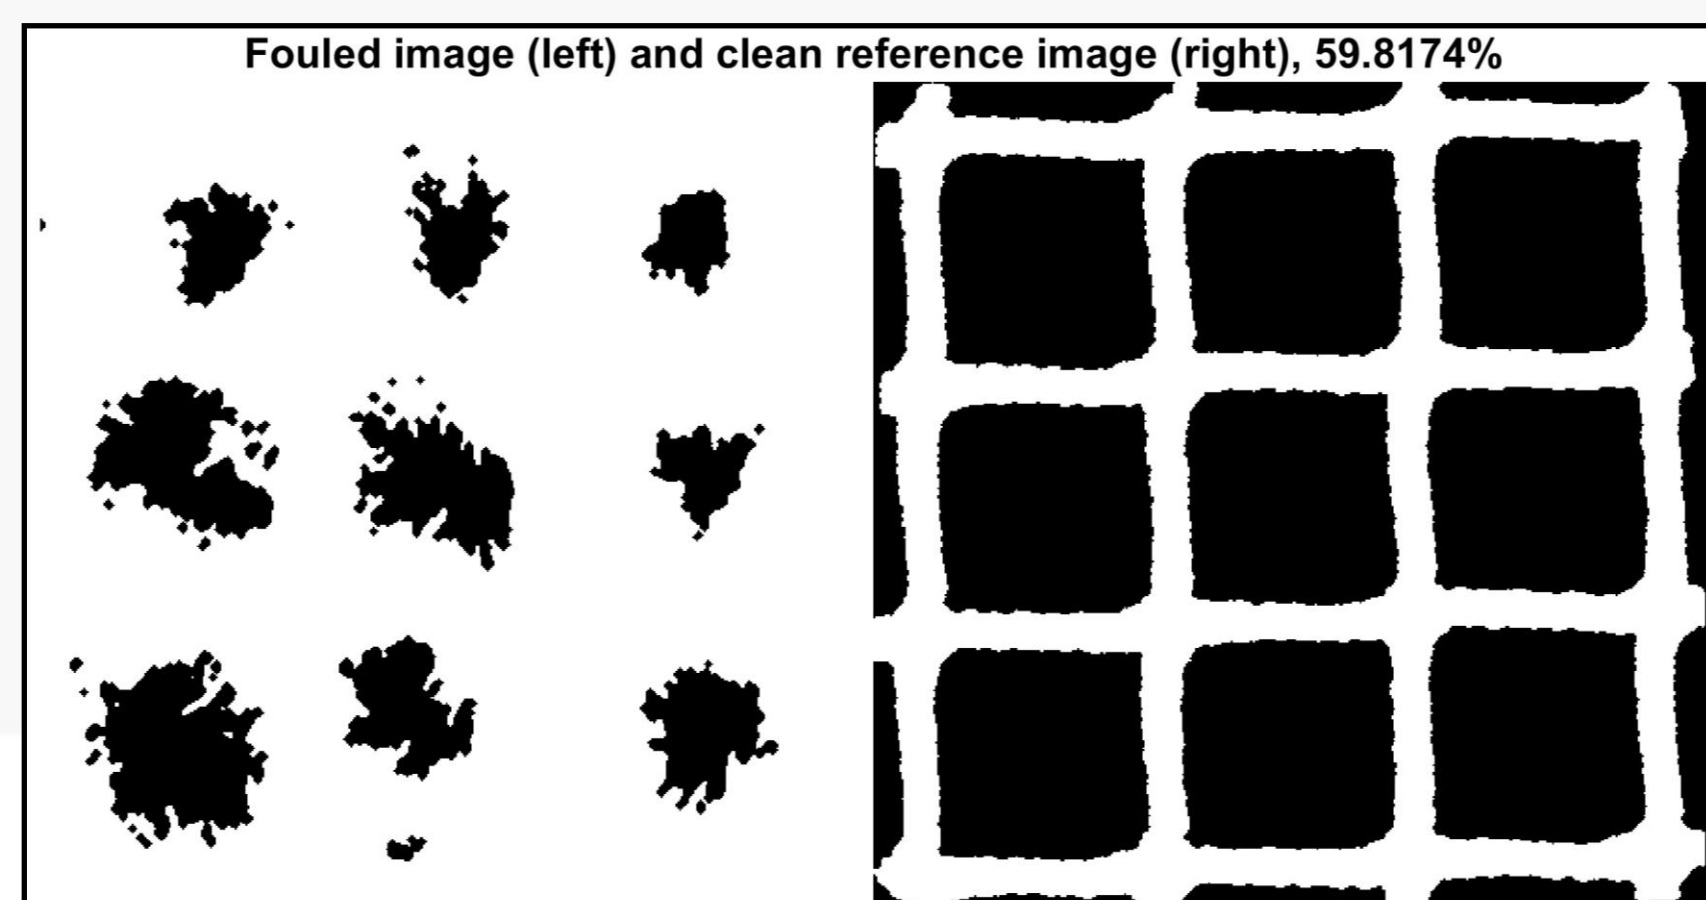 Fouled image (left) and clean reference image (right), 59.8174%